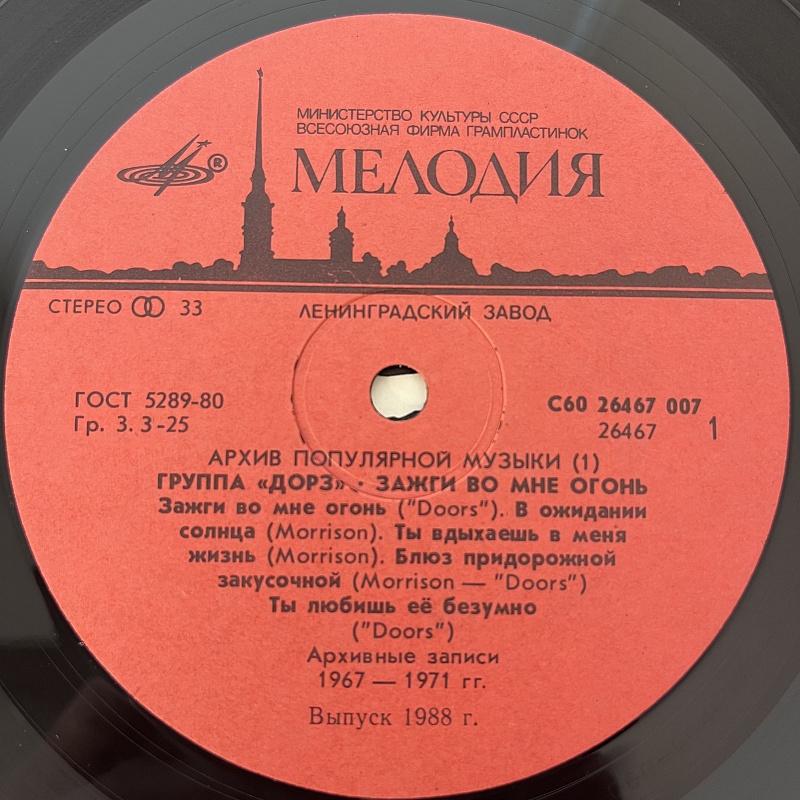 МИНИСТЕРСТВО КУЛЬТУРЫ СССР
ВСЕСОЮЗНАЯ ФИРМА ГРАМПЛАСТИНОК
®
МЕЛОДИЯ
СТЕРЕО 33
ЛЕНИНГРАДСКИЙ ЗАВОД
ГОСТ 5289-80
Гр. 3. 3-25
С60 26467 007
26467 1
АРХИВ ПОПУЛЯРНОЙ МУЗЫКИ (1)
ГРУППА «ДОРЗ» · ЗАЖГИ ВО МНЕ ОГОНЬ
Зажги во мне огонь ("Doors"). В ожидании
солнца (Morrison). Ты вдыхаешь в меня
жизнь (Morrison). Блюз придорожной
закусочной (Morrison — "Doors")
Ты любишь её безумно
("Doors")
Архивные записи
1967 — 1971 гг.
Выпуск 1988 г.